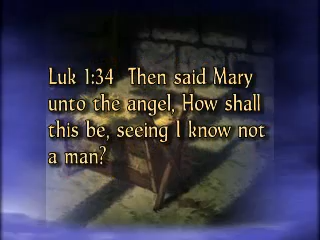 Luk 1:34  Then said Mary
unto the angel, How shall
this be, seeing I know not
a man?